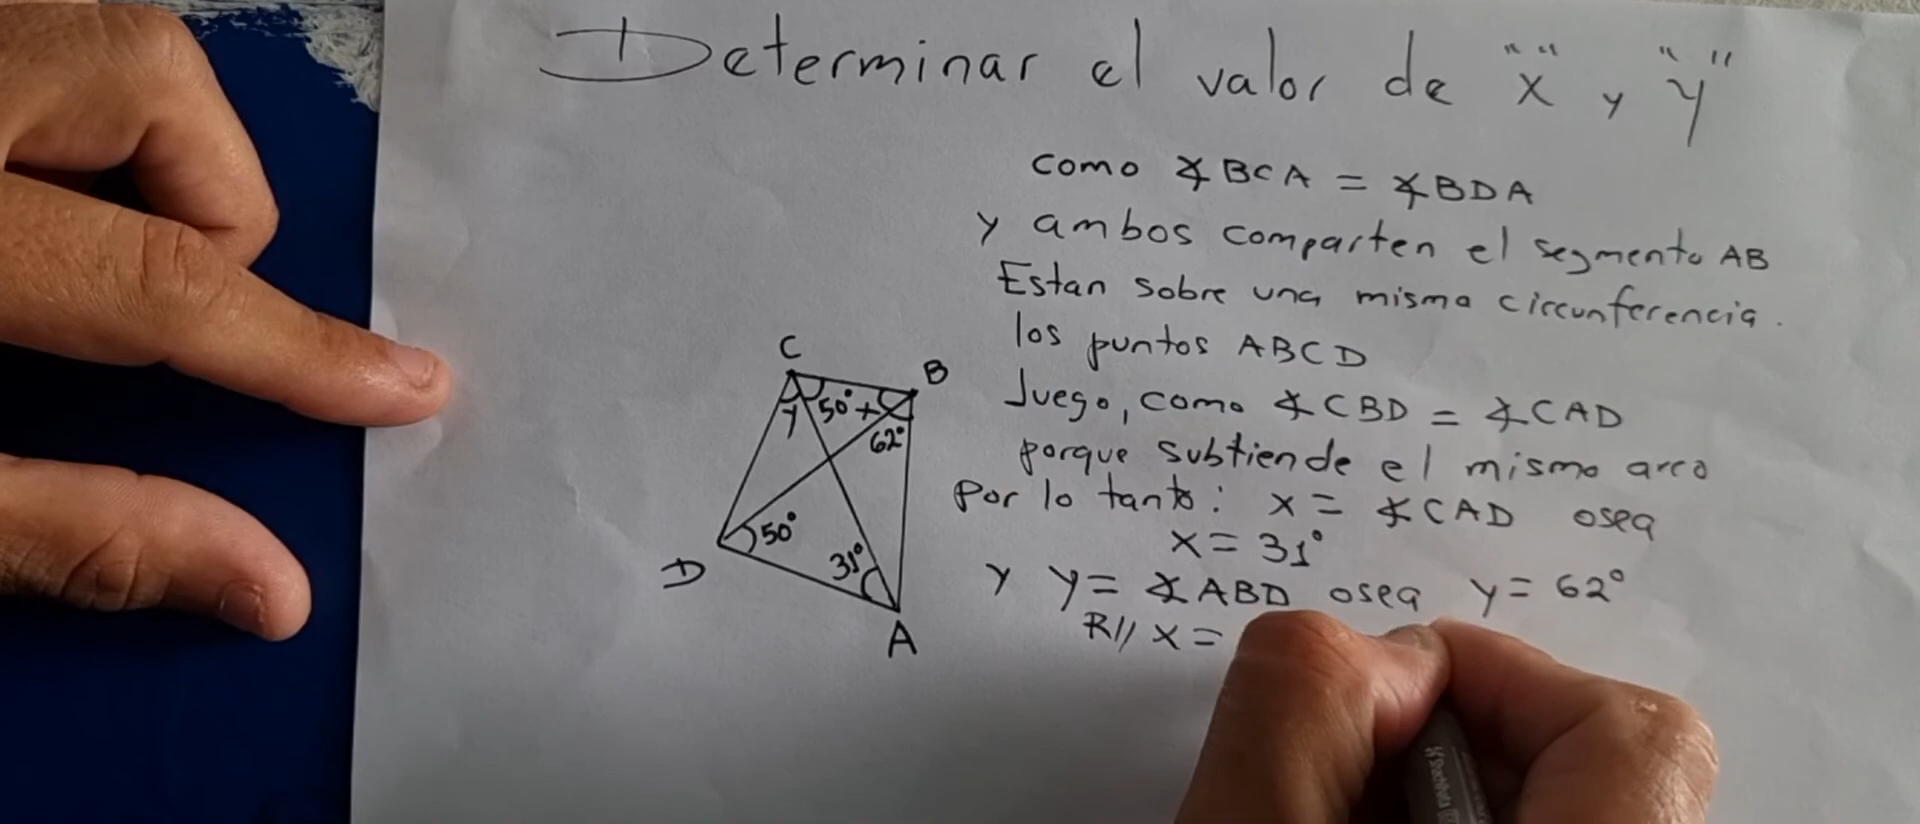 Determinar el valor de "x" y "y"
como ∡BCA = ∡BDA
y ambos comparten el segmento AB
Estan sobre una misma circunferencia.
los puntos ABCD
luego, como ∡CBD = ∡CAD
porque subtiende el mismo arco
por lo tanto: x = ∡CAD osea
x = 31°
y y = ∡ABD osea y = 62°
R// x =
C
B
y 50° x
62°
50°
31°
D
A
Staedtler